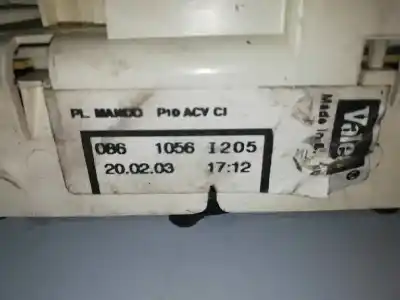 PL. MANDO P10 ACV CI
086 1056 I205
20.02.03 17:12
Vale
Made in